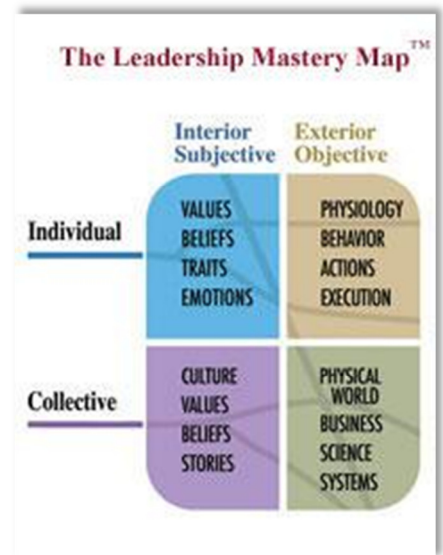 The Leadership Mastery Map™
Interior Subjective
Exterior Objective
Individual
VALUES
BELIEFS
TRAITS
EMOTIONS
PHYSIOLOGY
BEHAVIOR
ACTIONS
EXECUTION
Collective
CULTURE
VALUES
BELIEFS
STORIES
PHYSICAL
WORLD
BUSINESS
SCIENCE
SYSTEMS